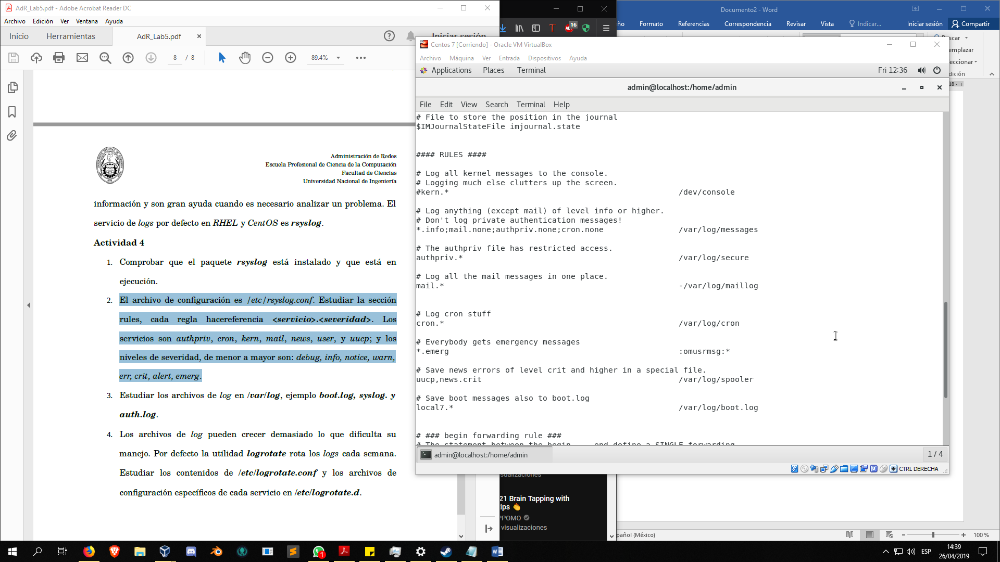 AdR_Lab5.pdf - Adobe Acrobat Reader DC
Archivo Edición Ver Ventana Ayuda
Inicio Herramientas AdR_Lab5.pdf
Iniciar sesión
8 / 8 89.4%
Administración de Redes
Escuela Profesional de Ciencia de la Computación
Facultad de Ciencias
Universidad Nacional de Ingeniería
información y son gran ayuda cuando es necesario analizar un problema. El
servicio de logs por defecto en RHEL y CentOS es rsyslog.
Actividad 4
1. Comprobar que el paquete rsyslog está instalado y que está en
ejecución.
2. El archivo de configuración es /etc/rsyslog.conf. Estudiar la sección
rules, cada regla hacereferencia <servicio>.<severidad>. Los
servicios son authpriv, cron, kern, mail, news, user, y uucp; y los
niveles de severidad, de menor a mayor son: debug, info, notice, warn,
err, crit, alert, emerg.
3. Estudiar los archivos de log en /var/log, ejemplo boot.log, syslog. y
auth.log.
4. Los archivos de log pueden crecer demasiado lo que dificulta su
manejo. Por defecto la utilidad logrotate rota los logs cada semana.
Estudiar los contenidos de /etc/logrotate.conf y los archivos de
configuración específicos de cada servicio en /etc/logrotate.d.
16
Documento2 - Word
ño Formato Referencias Correspondencia Revisar Vista Indicar... Iniciar sesión Compartir
uscar
emplazar
eccionar
dición
18
Centos 7 [Corriendo] - Oracle VM VirtualBox
Archivo Máquina Ver Entrada Dispositivos Ayuda
Applications Places Terminal Fri 12:36
admin@localhost:/home/admin
File Edit View Search Terminal Help
# File to store the position in the journal
$IMJournalStateFile imjournal.state
#### RULES ####
# Log all kernel messages to the console.
# Logging much else clutters up the screen.
#kern.* /dev/console
# Log anything (except mail) of level info or higher.
# Don't log private authentication messages!
*.info;mail.none;authpriv.none;cron.none /var/log/messages
# The authpriv file has restricted access.
authpriv.* /var/log/secure
# Log all the mail messages in one place.
mail.* -/var/log/maillog
# Log cron stuff
cron.* /var/log/cron
# Everybody gets emergency messages
*.emerg :omusrmsg:*
# Save news errors of level crit and higher in a special file.
uucp,news.crit /var/log/spooler
# Save boot messages also to boot.log
local7.* /var/log/boot.log
# ### begin forwarding rule ###
# The statement between the begin ... end define a SINGLE forwarding
admin@localhost:/home/admin 1 / 4
CTRL DERECHA
sualizaciones
21 Brain Tapping with
ips 👏
PPOMO
visualizaciones
pañol (México) 100 %
1
ESP
14:39
26/04/2019